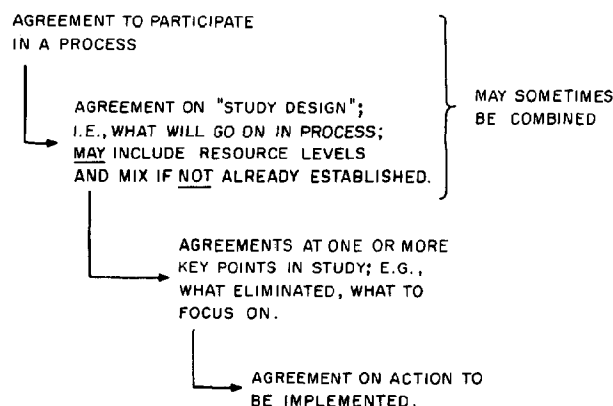 AGREEMENT TO PARTICIPATE
IN A PROCESS
AGREEMENT ON "STUDY DESIGN";
I.E., WHAT WILL GO ON IN PROCESS;
MAY INCLUDE RESOURCE LEVELS
AND MIX IF NOT ALREADY ESTABLISHED.
MAY SOMETIMES
BE COMBINED
AGREEMENTS AT ONE OR MORE
KEY POINTS IN STUDY; E.G.,
WHAT ELIMINATED, WHAT TO
FOCUS ON.
AGREEMENT ON ACTION TO
BE IMPLEMENTED.